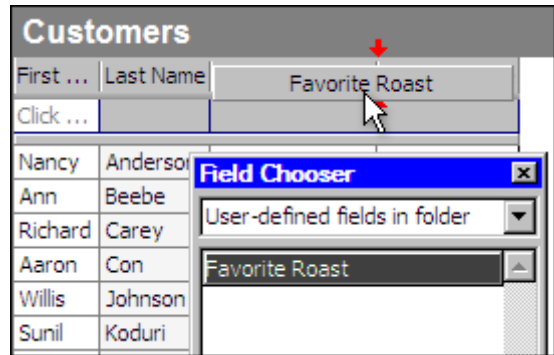 Customers
First ... Last Name Favorite Roast
Click ...
Nancy Anderso
Field Chooser
Ann Beebe
User-defined fields in folder
Richard Carey
Aaron Con
Favorite Roast
Willis Johnson
Sunil Koduri